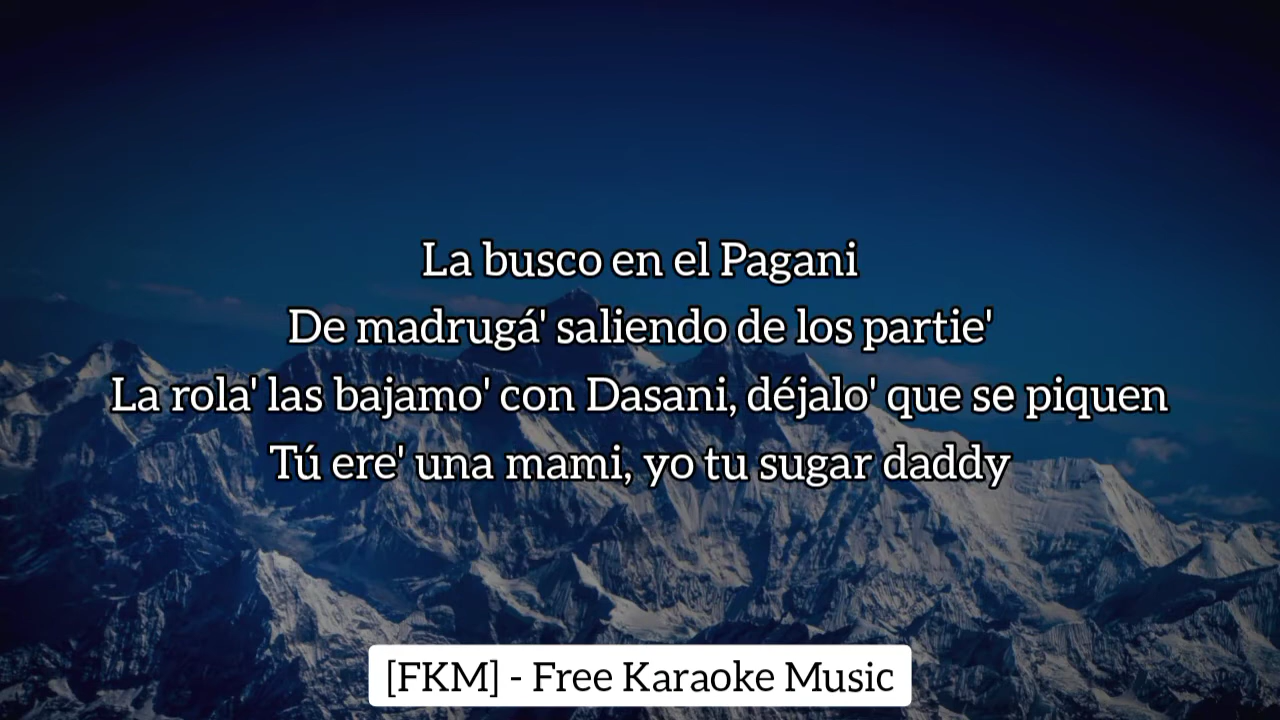 La busco en el Pagani
De madrugá' saliendo de los partie'
La rola' las bajamo' con Dasani, déjalo' que se piquen
Tú ere' una mami, yo tu sugar daddy
[FKM] - Free Karaoke Music